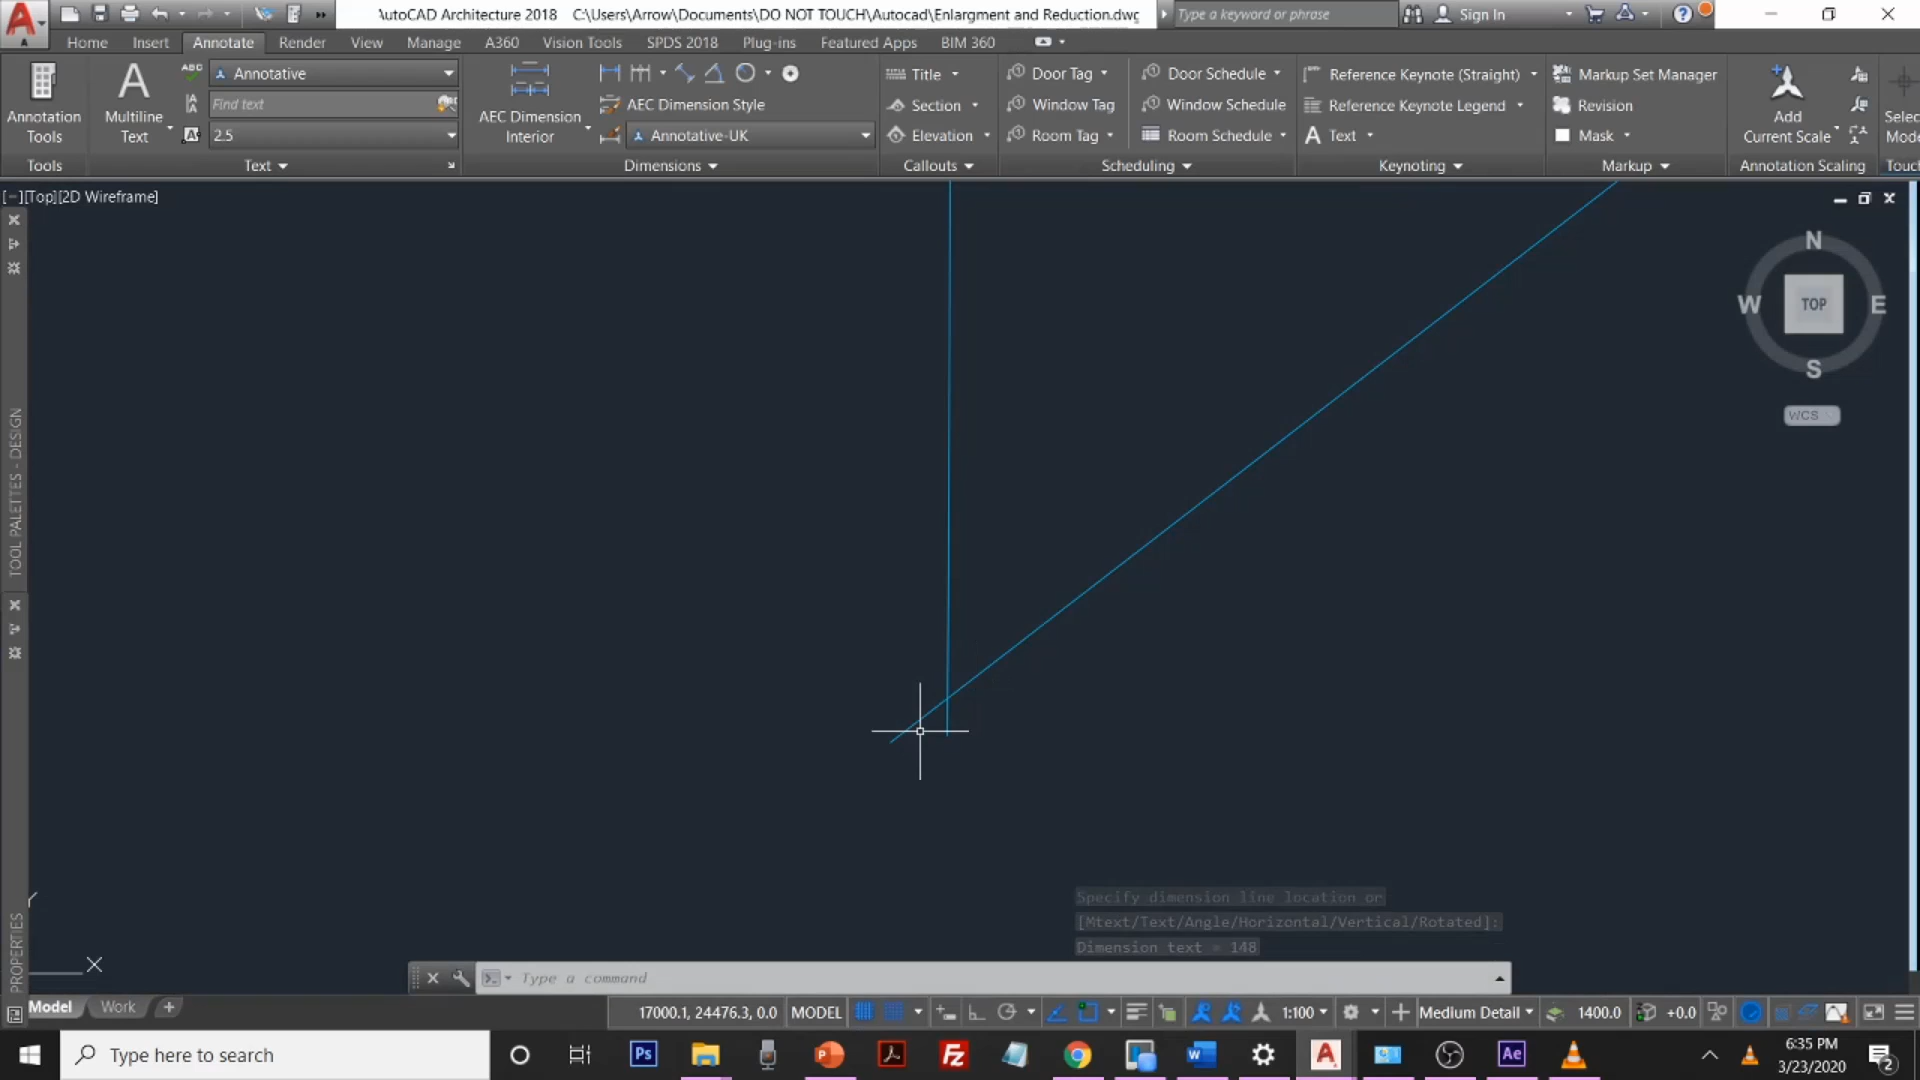 AutoCAD Architecture 2018 C:\Users\Arrow\Documents\DO NOT TOUCH\Autocad\Enlargment and Reduction.dwg
Type a keyword or phrase
Sign In
Home Insert Annotate Render View Manage A360 Vision Tools SPDS 2018 Plug-ins Featured Apps BIM 360
Annotation Tools
Tools
Multiline Text
Annotative
Find text
2.5
Text
AEC Dimension Interior
AEC Dimension Style
Annotative-UK
Dimensions
Title
Section
Elevation
Callouts
Door Tag
Window Tag
Room Tag
Door Schedule
Window Schedule
Room Schedule
Scheduling
Reference Keynote (Straight)
Reference Keynote Legend
Text
Keynoting
Markup Set Manager
Revision
Mask
Markup
Add Current Scale
Annotation Scaling
Selec
Mode
Touch
[−][Top][2D Wireframe]
N
W TOP E
S
WCS
TOOL PALETTES - DESIGN
PROPERTIES
Y
X
Specify dimension line location or
[Mtext/Text/Angle/Horizontal/Vertical/Rotated]:
Dimension text = 148
Type a command
Model Work +
17000.1, 24476.3, 0.0 MODEL 1:100 Medium Detail 1400.0 +0.0
Type here to search
6:35 PM
3/23/2020
2